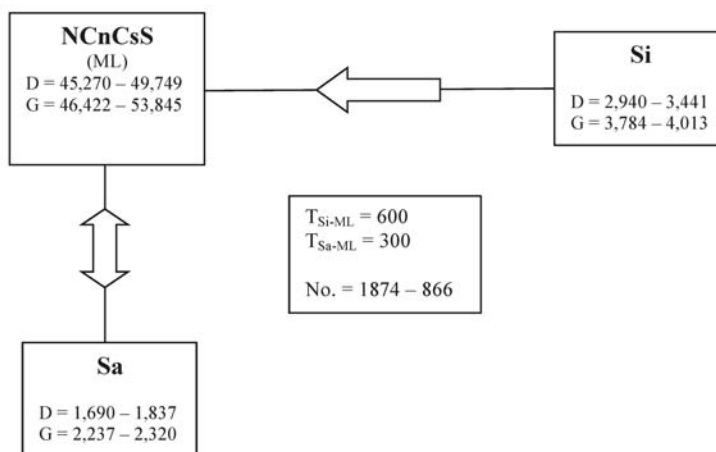 NCnCsS
(ML)
D = 45,270 – 49,749
G = 46,422 – 53,845
Si
D = 2,940 – 3,441
G = 3,784 – 4,013
T_Si-ML = 600
T_Sa-ML = 300
No. = 1874 – 866
Sa
D = 1,690 – 1,837
G = 2,237 – 2,320